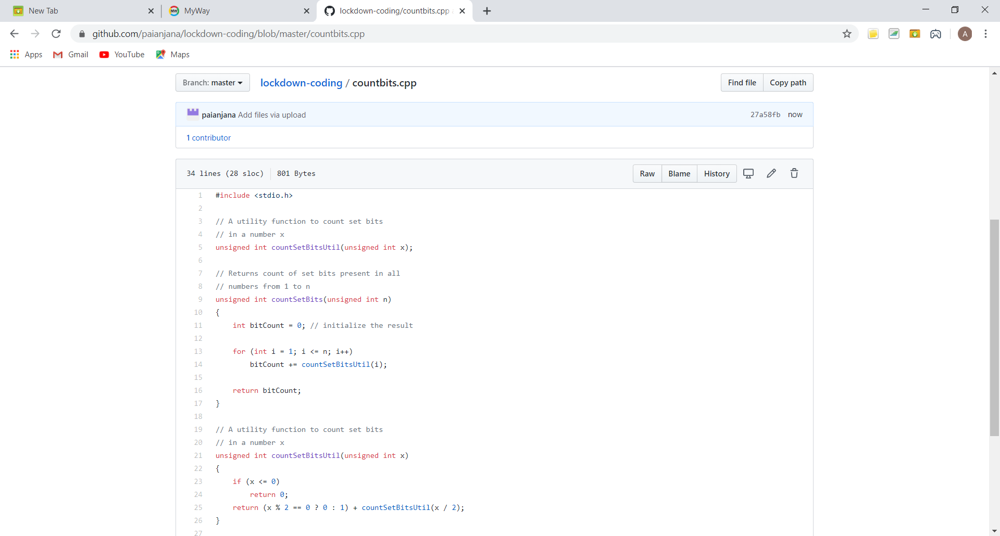 New Tab
MyWay
lockdown-coding/countbits.cpp
github.com/paianjana/lockdown-coding/blob/master/countbits.cpp
A
Apps
Gmail
YouTube
Maps
Branch: master
lockdown-coding / countbits.cpp
Find file
Copy path
paianjana Add files via upload
27a58fb now
1 contributor
34 lines (28 sloc)
801 Bytes
Raw
Blame
History
1 #include <stdio.h>
2
3 // A utility function to count set bits
4 // in a number x
5 unsigned int countSetBitsUtil(unsigned int x);
6
7 // Returns count of set bits present in all
8 // numbers from 1 to n
9 unsigned int countSetBits(unsigned int n)
10 {
11     int bitCount = 0; // initialize the result
12
13     for (int i = 1; i <= n; i++)
14         bitCount += countSetBitsUtil(i);
15
16     return bitCount;
17 }
18
19 // A utility function to count set bits
20 // in a number x
21 unsigned int countSetBitsUtil(unsigned int x)
22 {
23     if (x <= 0)
24         return 0;
25     return (x % 2 == 0 ? 0 : 1) + countSetBitsUtil(x / 2);
26 }
27